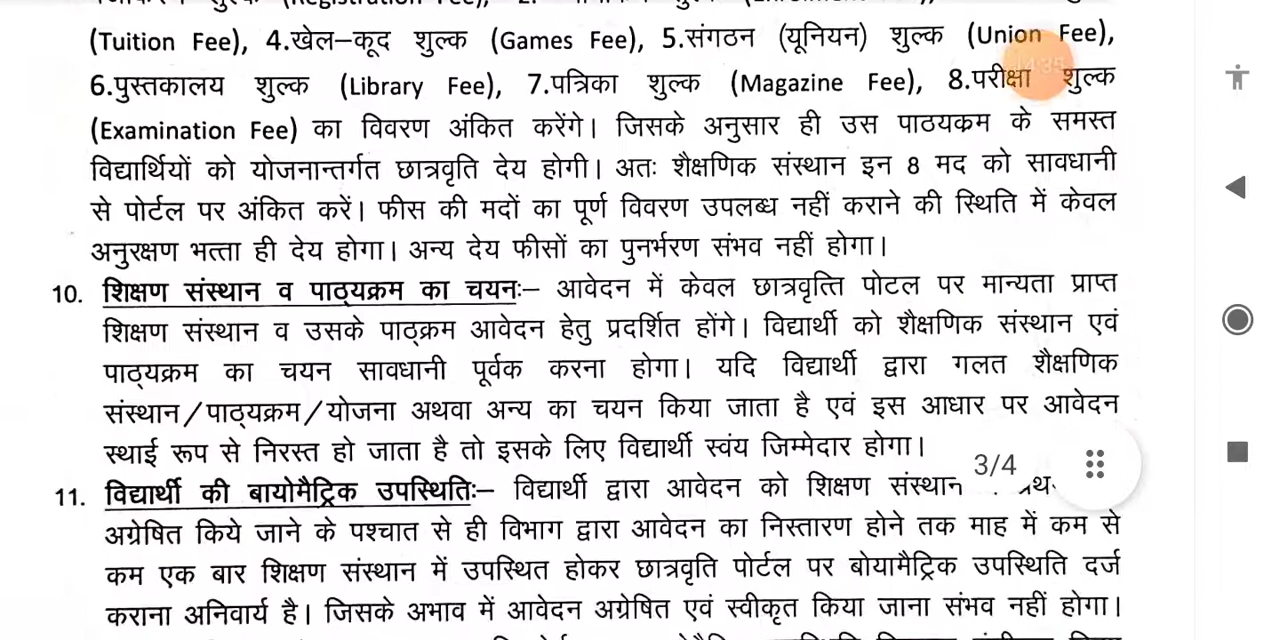 (Registration Fee), 2. शुल्क
(Tuition Fee), 4.खेल–कूद शुल्क (Games Fee), 5.संगठन (यूनियन) शुल्क (Union Fee),
6.पुस्तकालय शुल्क (Library Fee), 7.पत्रिका शुल्क (Magazine Fee), 8.परीक्षा शुल्क
(Examination Fee) का विवरण अंकित करेंगे। जिसके अनुसार ही उस पाठयक्रम के समस्त
विद्यार्थियों को योजनान्तर्गत छात्रवृति देय होगी। अतः शैक्षणिक संस्थान इन 8 मद को सावधानी
से पोर्टल पर अंकित करें। फीस की मदों का पूर्ण विवरण उपलब्ध नहीं कराने की स्थिति में केवल
अनुरक्षण भत्ता ही देय होगा। अन्य देय फीसों का पुनर्भरण संभव नहीं होगा।
10. शिक्षण संस्थान व पाठ्यक्रम का चयनः– आवेदन में केवल छात्रवृत्ति पोटल पर मान्यता प्राप्त
शिक्षण संस्थान व उसके पाठ्क्रम आवेदन हेतु प्रदर्शित होंगे। विद्यार्थी को शैक्षणिक संस्थान एवं
पाठ्यक्रम का चयन सावधानी पूर्वक करना होगा। यदि विद्यार्थी द्वारा गलत शैक्षणिक
संस्थान/पाठ्यक्रम/योजना अथवा अन्य का चयन किया जाता है एवं इस आधार पर आवेदन
स्थाई रूप से निरस्त हो जाता है तो इसके लिए विद्यार्थी स्वंय जिम्मेदार होगा।
3/4
11. विद्यार्थी की बायोमैट्रिक उपस्थितिः– विद्यार्थी द्वारा आवेदन को शिक्षण संस्थान
अग्रेषित किये जाने के पश्चात से ही विभाग द्वारा आवेदन का निस्तारण होने तक माह में कम से
कम एक बार शिक्षण संस्थान में उपस्थित होकर छात्रवृति पोर्टल पर बोयामैट्रिक उपस्थिति दर्ज
कराना अनिवार्य है। जिसके अभाव में आवेदन अग्रेषित एवं स्वीकृत किया जाना संभव नहीं होगा।